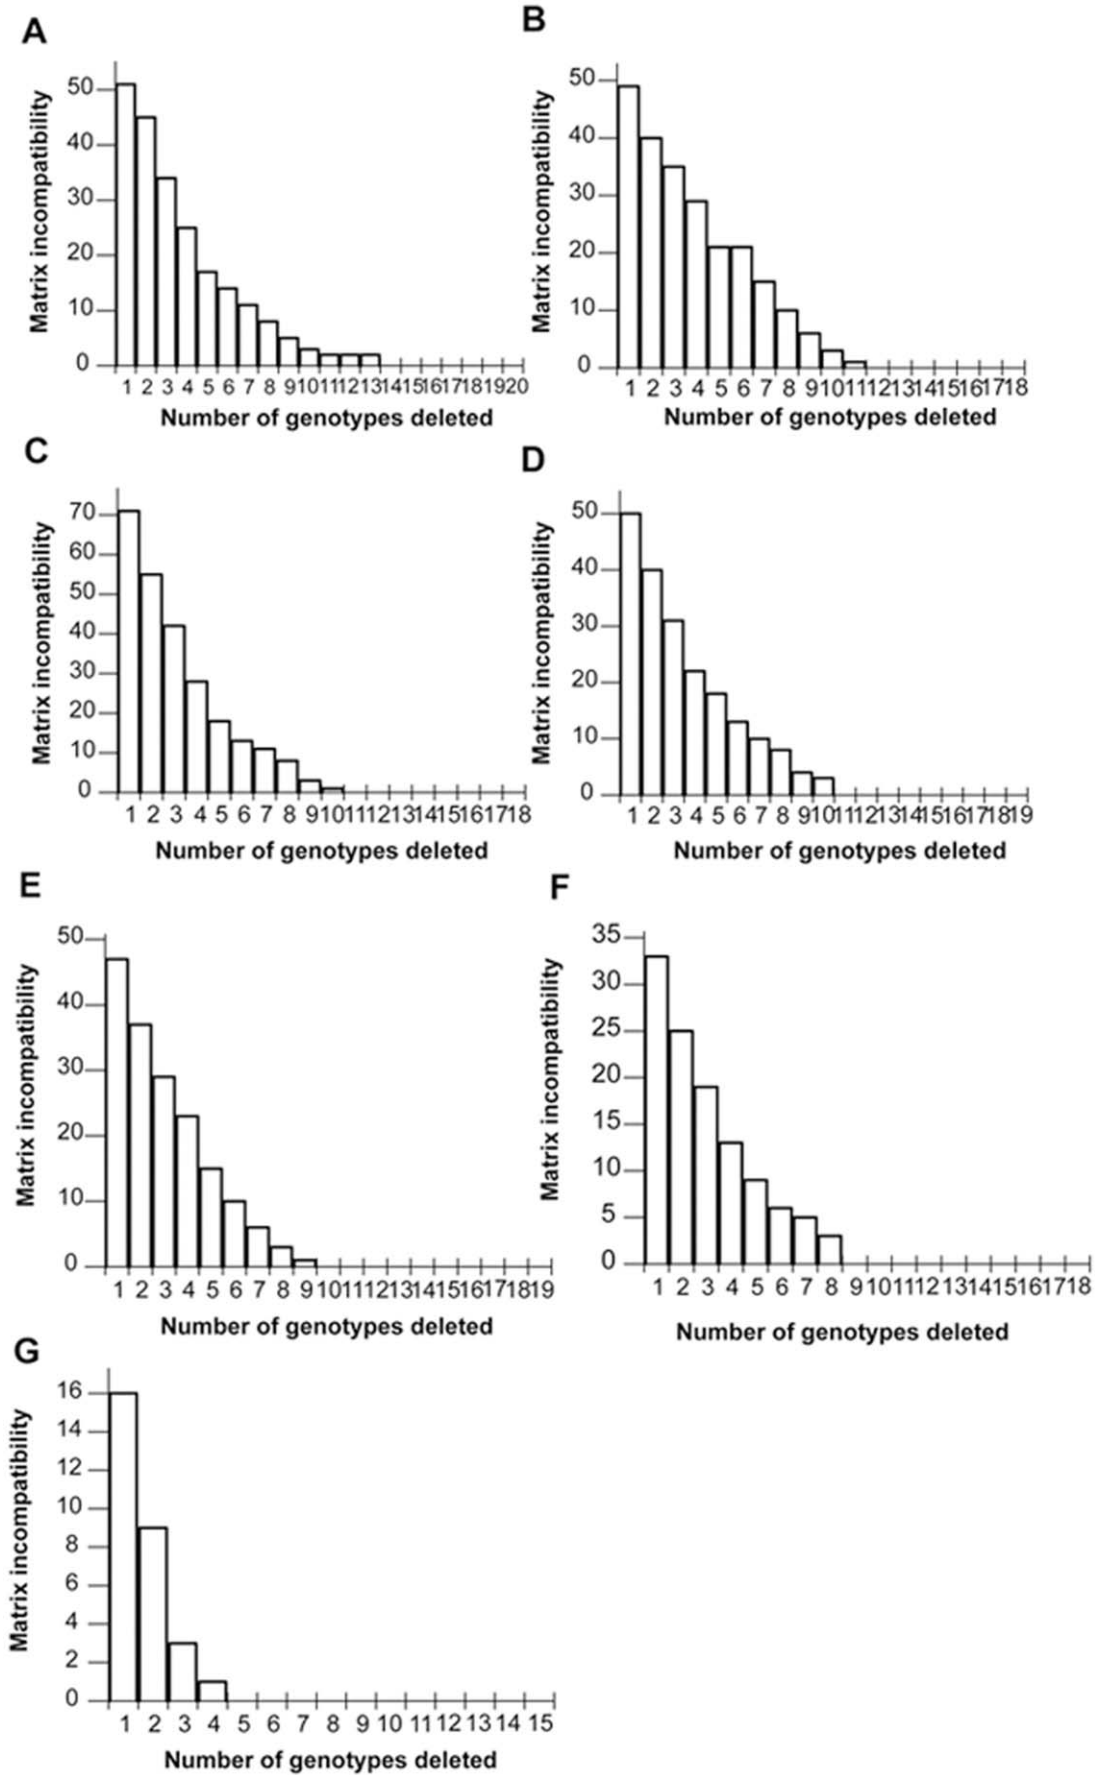 A
Matrix incompatibility
50
40
30
20
10
0
1 2 3 4 5 6 7 8 9 10 11 12 13 14 15 16 17 18 19 20
Number of genotypes deleted
B
Matrix incompatibility
50
40
30
20
10
0
1 2 3 4 5 6 7 8 9 10 11 12 13 14 15 16 17 18
Number of genotypes deleted
C
Matrix incompatibility
70
60
50
40
30
20
10
0
1 2 3 4 5 6 7 8 9 10 11 12 13 14 15 16 17 18
Number of genotypes deleted
D
Matrix incompatibility
50
40
30
20
10
0
1 2 3 4 5 6 7 8 9 10 11 12 13 14 15 16 17 18 19
Number of genotypes deleted
E
Matrix incompatibility
50
40
30
20
10
0
1 2 3 4 5 6 7 8 9 10 11 12 13 14 15 16 17 18 19
Number of genotypes deleted
F
Matrix incompatibility
35
30
25
20
15
10
5
0
1 2 3 4 5 6 7 8 9 10 11 12 13 14 15 16 17 18
Number of genotypes deleted
G
Matrix incompatibility
16
14
12
10
8
6
4
2
0
1 2 3 4 5 6 7 8 9 10 11 12 13 14 15
Number of genotypes deleted